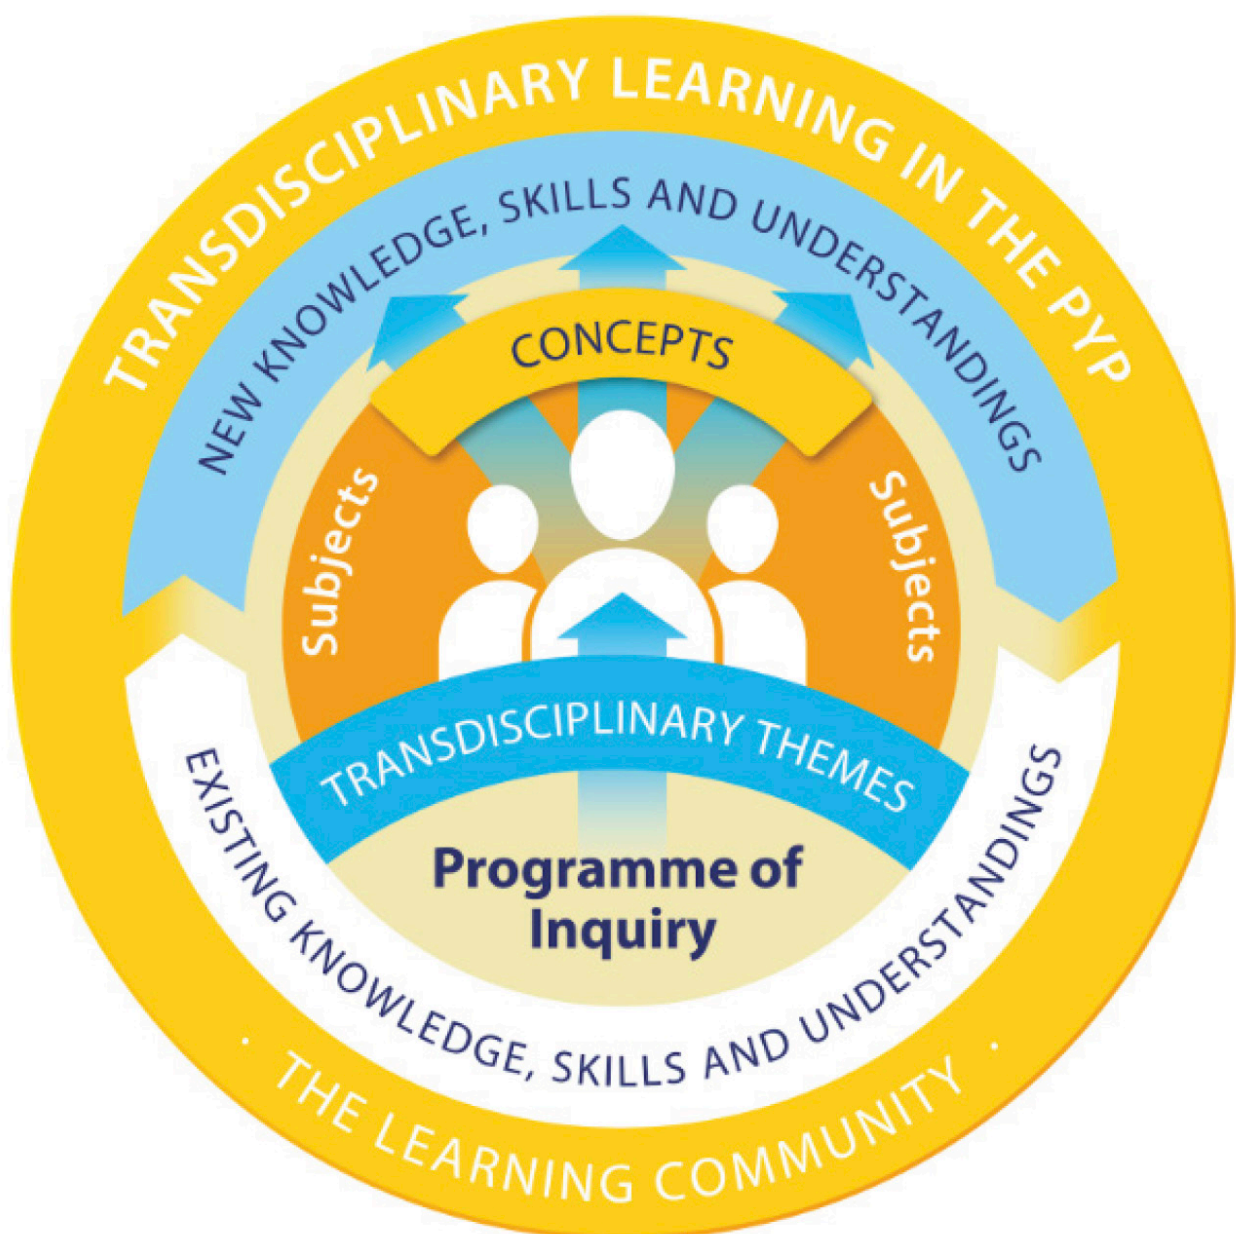 TRANSDISCIPLINARY LEARNING IN THE PYP
NEW KNOWLEDGE, SKILLS AND UNDERSTANDINGS
CONCEPTS
Subjects
Subjects
TRANSDISCIPLINARY THEMES
Programme of
Inquiry
EXISTING KNOWLEDGE, SKILLS AND UNDERSTANDINGS
· THE LEARNING COMMUNITY ·